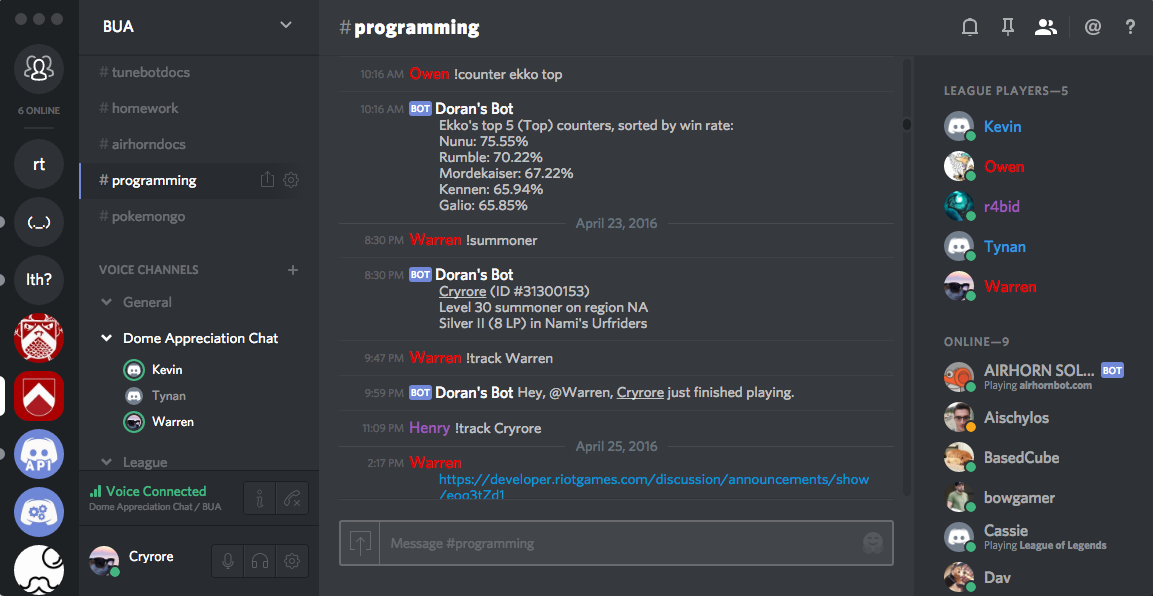 6 ONLINE
rt
(._.)
lth?
API
BUA
# tunebotdocs
# homework
# airhorndocs
# programming
# pokemongo
VOICE CHANNELS +
General
Dome Appreciation Chat
Kevin
Tynan
Warren
League
Voice Connected
Dome Appreciation Chat / BUA
Cryrore
#programming
@ ?
10:16 AM Owen !counter ekko top
10:16 AM BOT Doran's Bot
Ekko's top 5 (Top) counters, sorted by win rate:
Nunu: 75.55%
Rumble: 70.22%
Mordekaiser: 67.22%
Kennen: 65.94%
Galio: 65.85%
April 23, 2016
8:30 PM Warren !summoner
8:30 PM BOT Doran's Bot
Cryrore (ID #31300153)
Level 30 summoner on region NA
Silver II (8 LP) in Nami's Urfriders
9:47 PM Warren !track Warren
9:59 PM BOT Doran's Bot Hey, @Warren, Cryrore just finished playing.
11:09 PM Henry !track Cryrore
April 25, 2016
2:17 PM Warren
https://developer.riotgames.com/discussion/announcements/show
/eoq3tZd1
Message #programming
LEAGUE PLAYERS—5
Kevin
Owen
r4bid
Tynan
Warren
ONLINE—9
AIRHORN SOL... BOT
Playing airhornbot.com
Aischylos
BasedCube
bowgamer
Cassie
Playing League of Legends
Dav